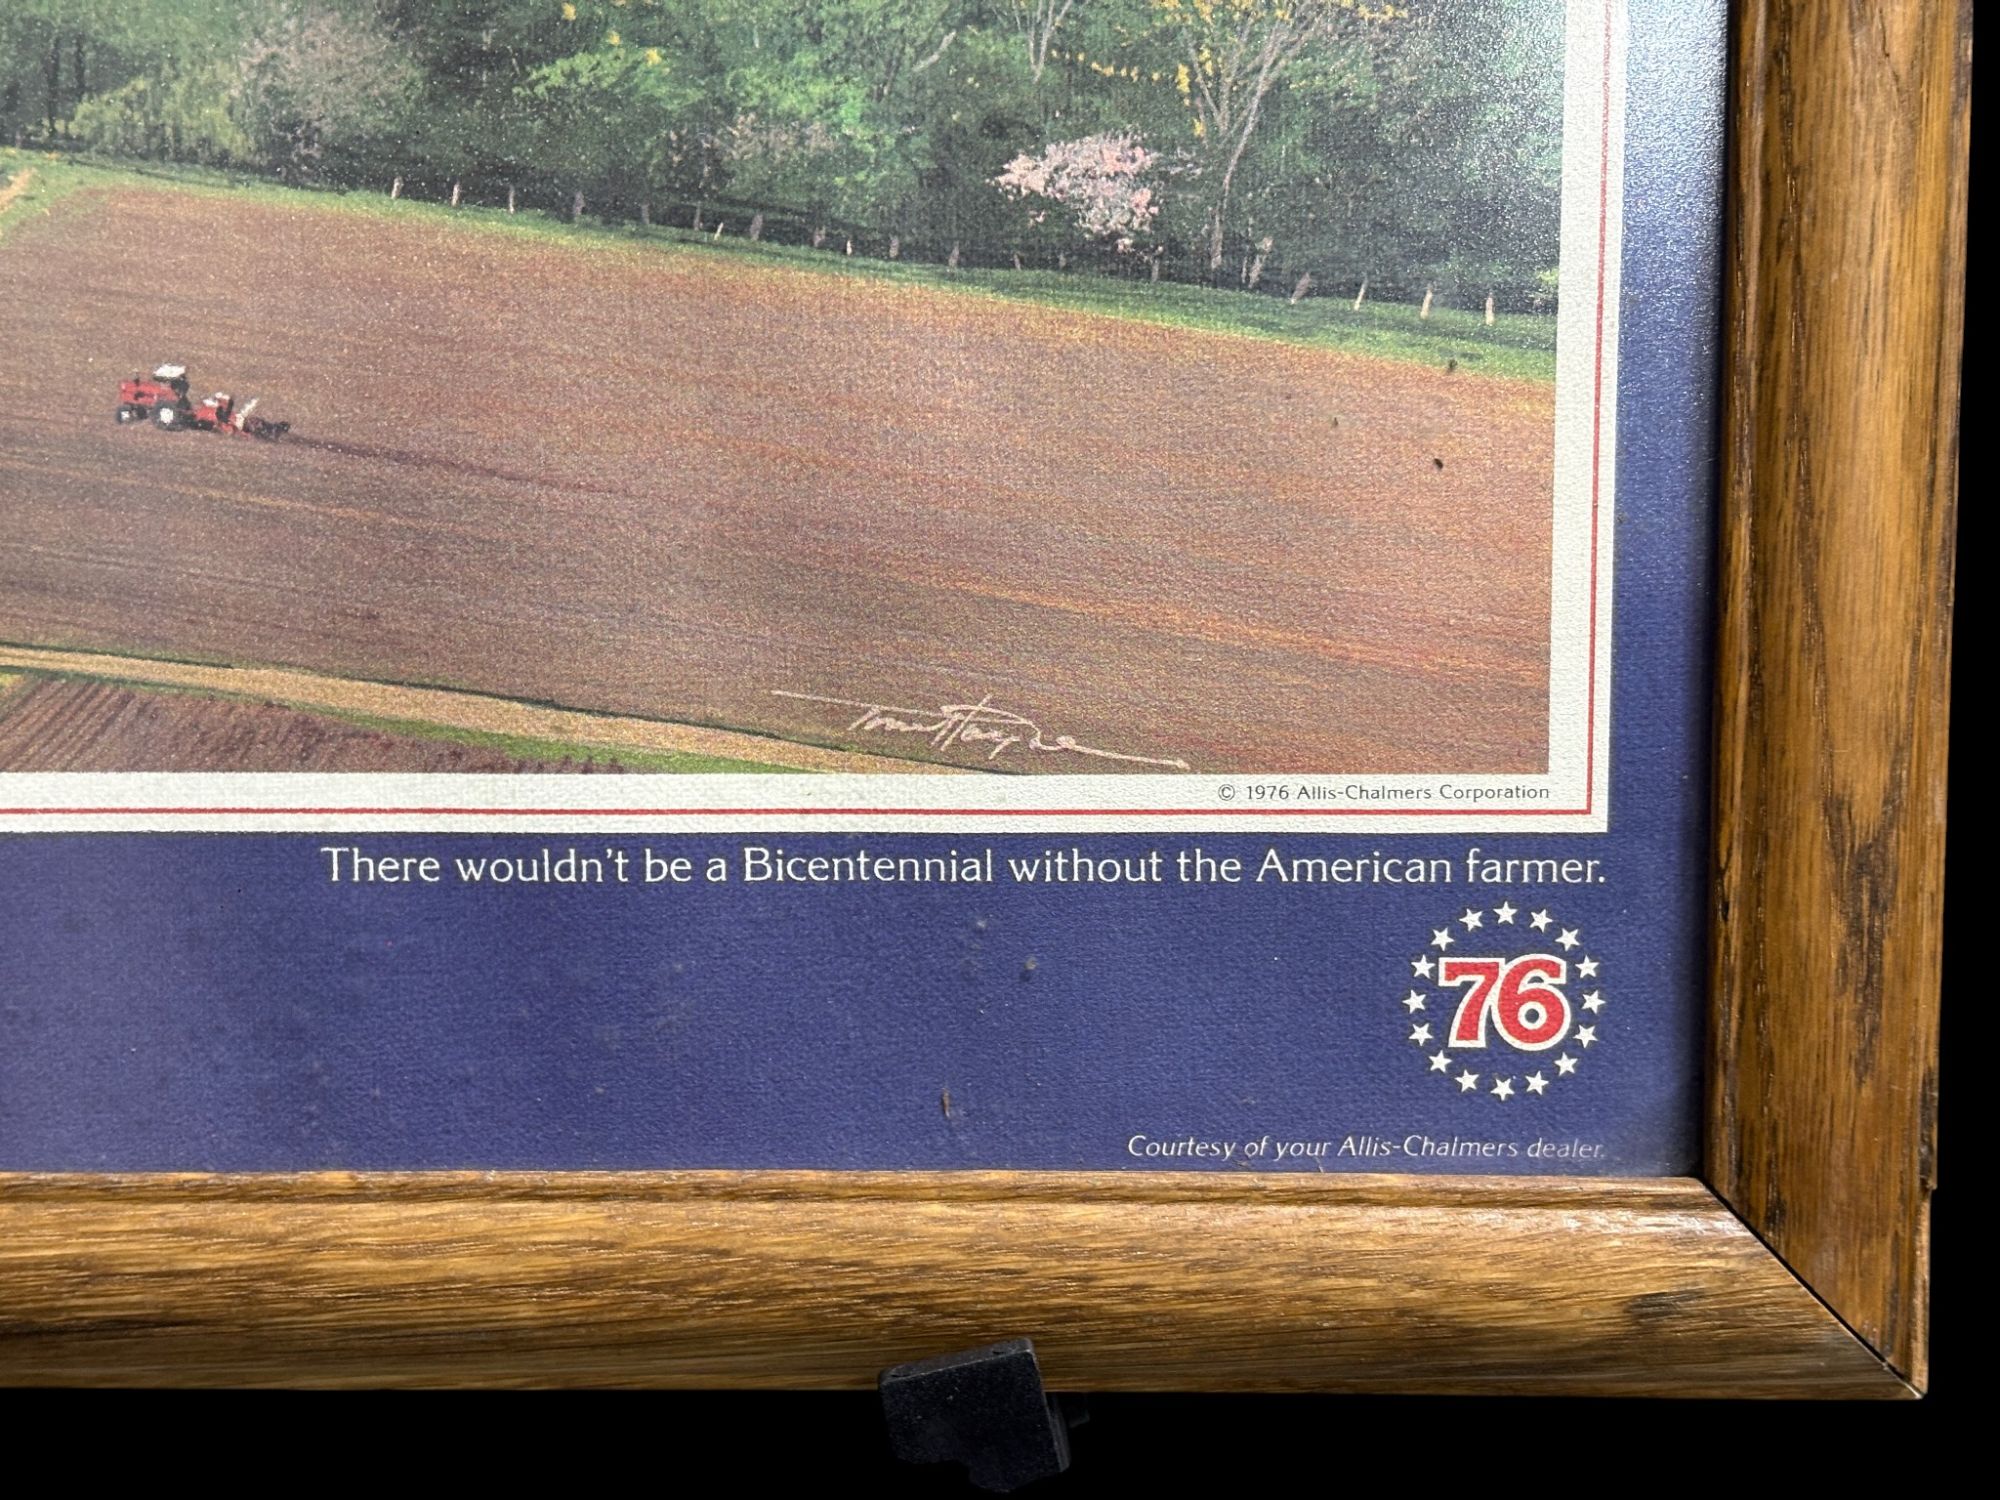 © 1976 Allis-Chalmers Corporation
There wouldn't be a Bicentennial without the American farmer.
76
Courtesy of your Allis-Chalmers dealer.